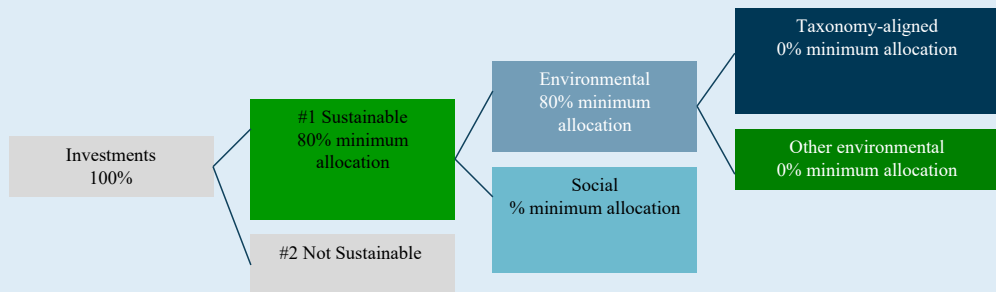 Investments
100%
#1 Sustainable
80% minimum
allocation
#2 Not Sustainable
Environmental
80% minimum
allocation
Social
% minimum allocation
Taxonomy-aligned
0% minimum allocation
Other environmental
0% minimum allocation